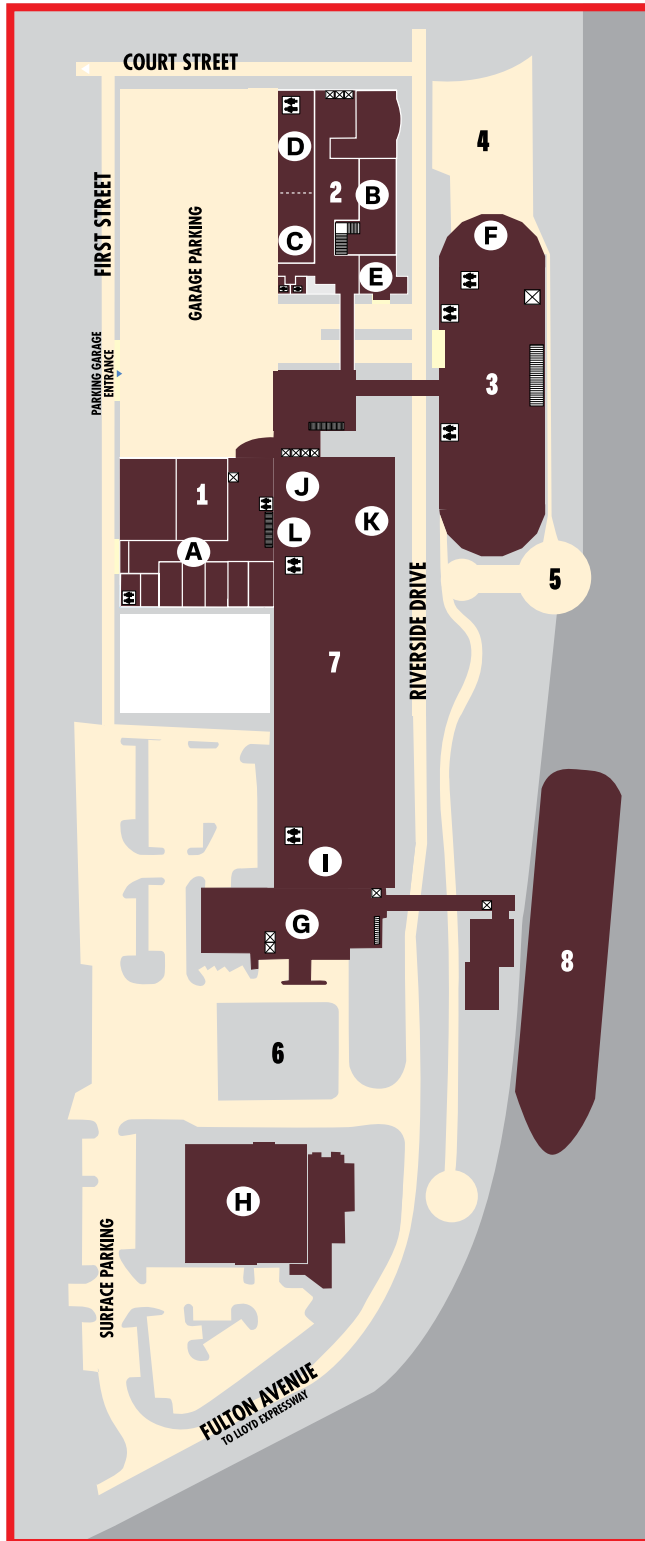 COURT STREET
4
D
2
B
FIRST STREET
GARAGE PARKING
C
F
E
PARKING GARAGE
ENTRANCE
3
1
J
L
K
A
5
RIVERSIDE DRIVE
7
I
G
8
6
H
SURFACE PARKING
FULTON AVENUE
TO LLOYD EXPRESSWAY